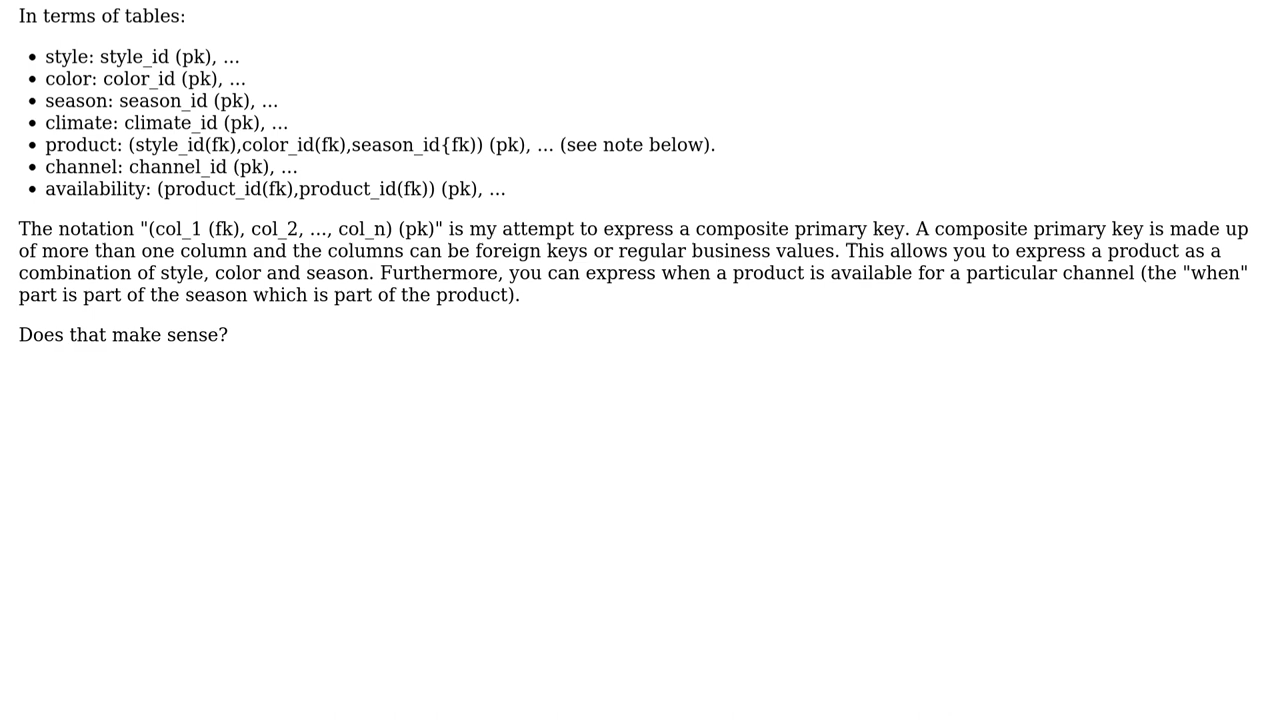 In terms of tables:
• style: style_id (pk), ...
• color: color_id (pk), ...
• season: season_id (pk), ...
• climate: climate_id (pk), ...
• product: (style_id(fk),color_id(fk),season_id{fk)) (pk), ... (see note below).
• channel: channel_id (pk), ...
• availability: (product_id(fk),product_id(fk)) (pk), ...
The notation "(col_1 (fk), col_2, ..., col_n) (pk)" is my attempt to express a composite primary key. A composite primary key is made up
of more than one column and the columns can be foreign keys or regular business values. This allows you to express a product as a
combination of style, color and season. Furthermore, you can express when a product is available for a particular channel (the "when"
part is part of the season which is part of the product).
Does that make sense?